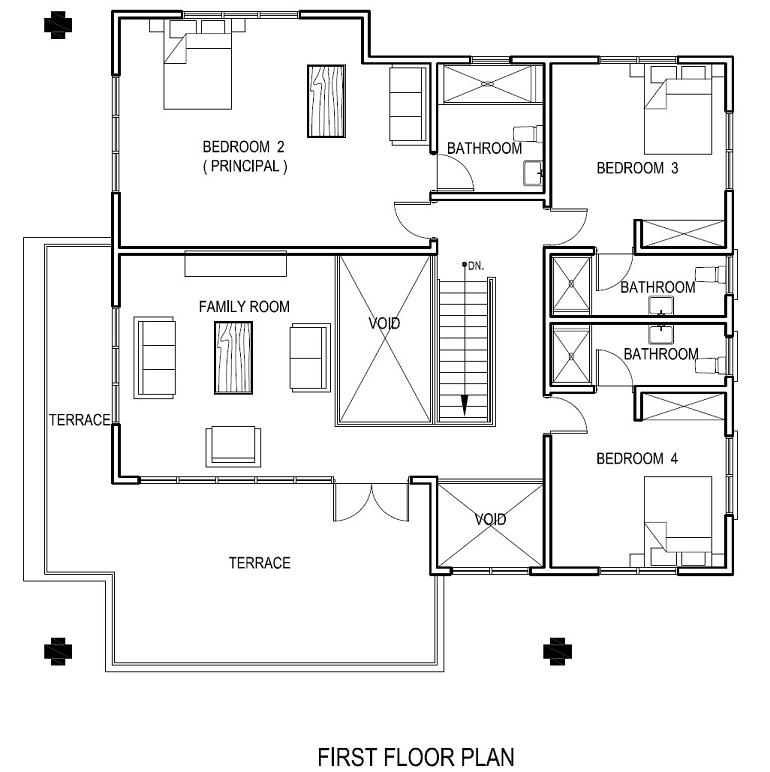 BEDROOM 2
( PRINCIPAL )
BATHROOM
BEDROOM 3
DN.
BATHROOM
FAMILY ROOM
VOID
BATHROOM
TERRACE
BEDROOM 4
VOID
TERRACE
FIRST FLOOR PLAN